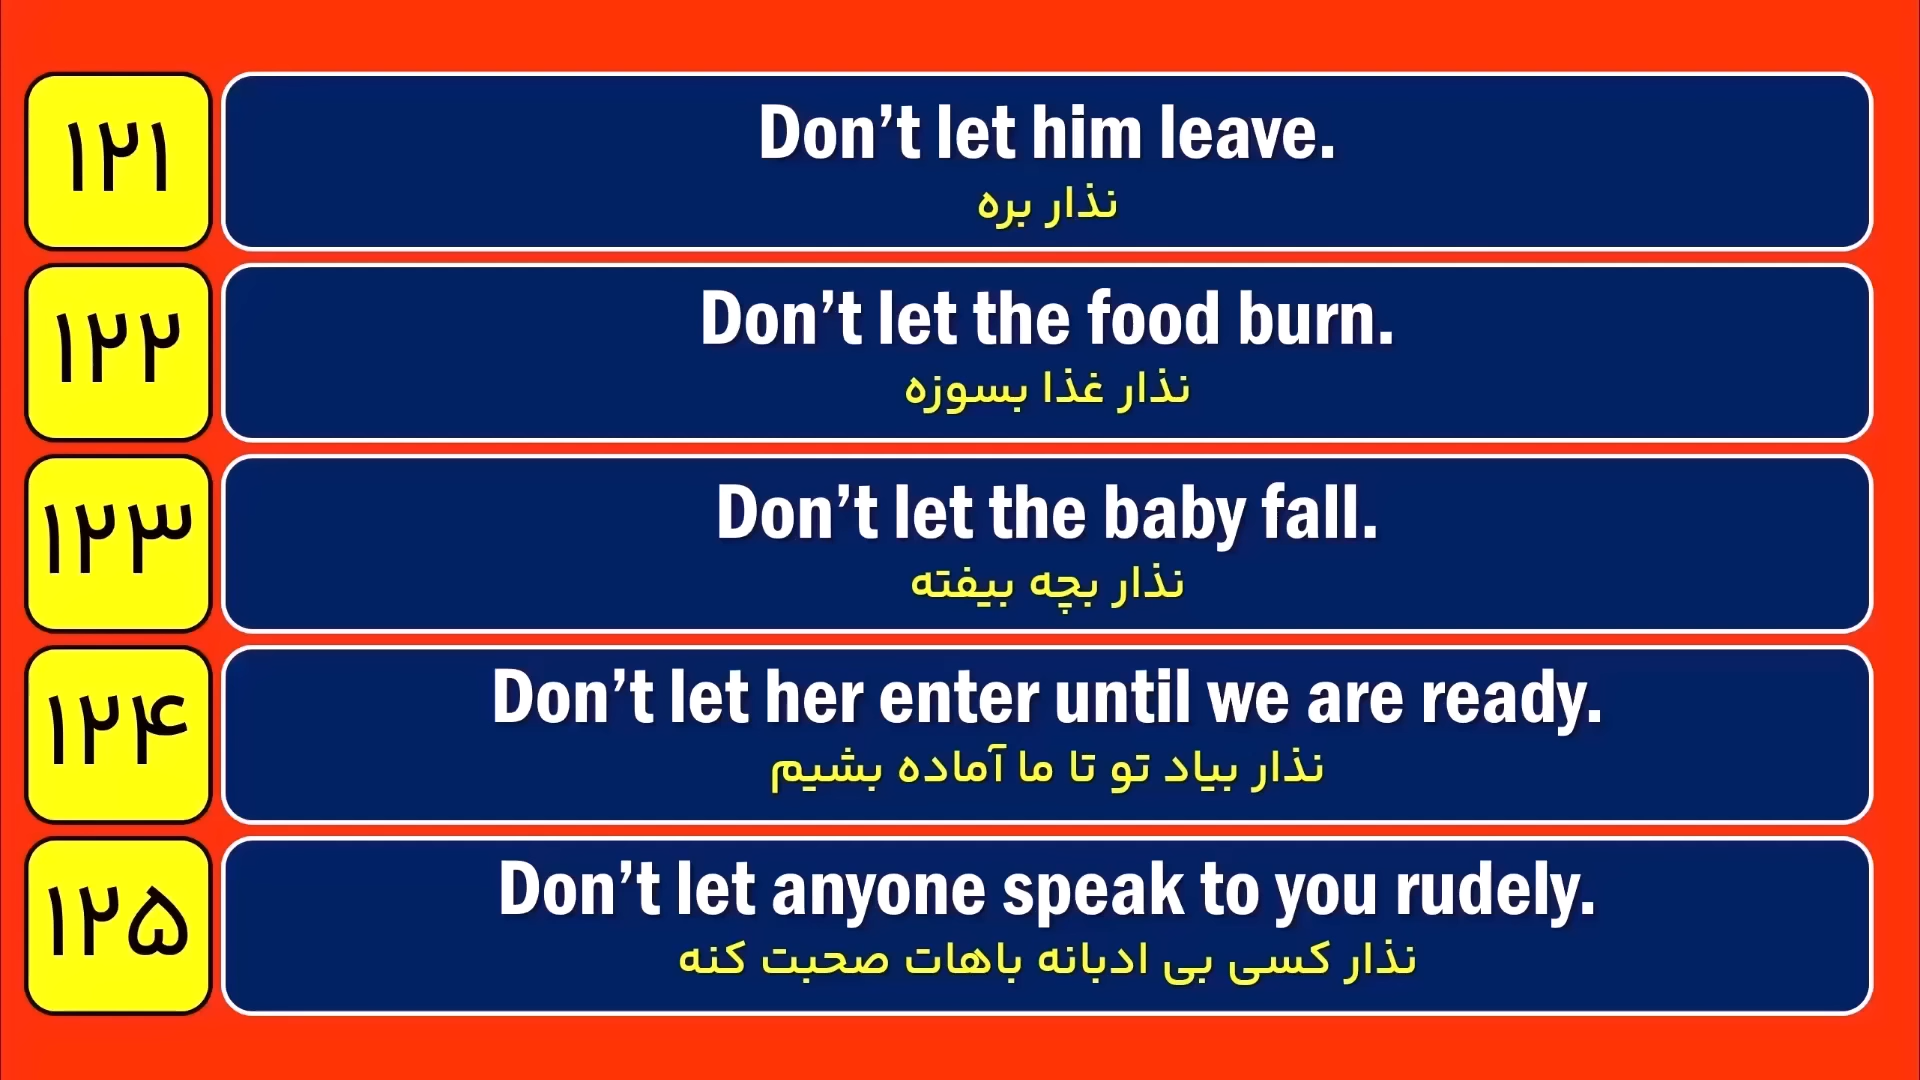 ۱۲۱
Don’t let him leave.
نذار بره
۱۲۲
Don’t let the food burn.
نذار غذا بسوزه
۱۲۳
Don’t let the baby fall.
نذار بچه بیفته
۱۲۴
Don’t let her enter until we are ready.
نذار بیاد تو تا ما آماده بشیم
۱۲۵
Don’t let anyone speak to you rudely.
نذار کسی بی ادبانه باهات صحبت کنه